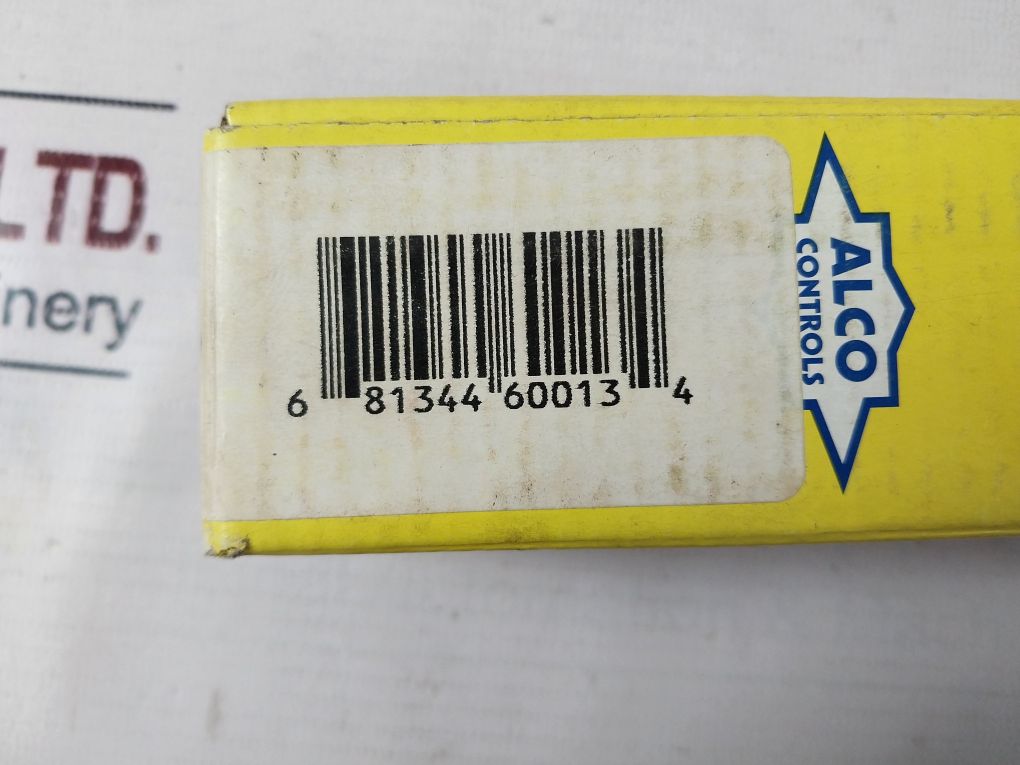 LTD.
nery
6 81344 60013 4
ALCO
CONTROLS